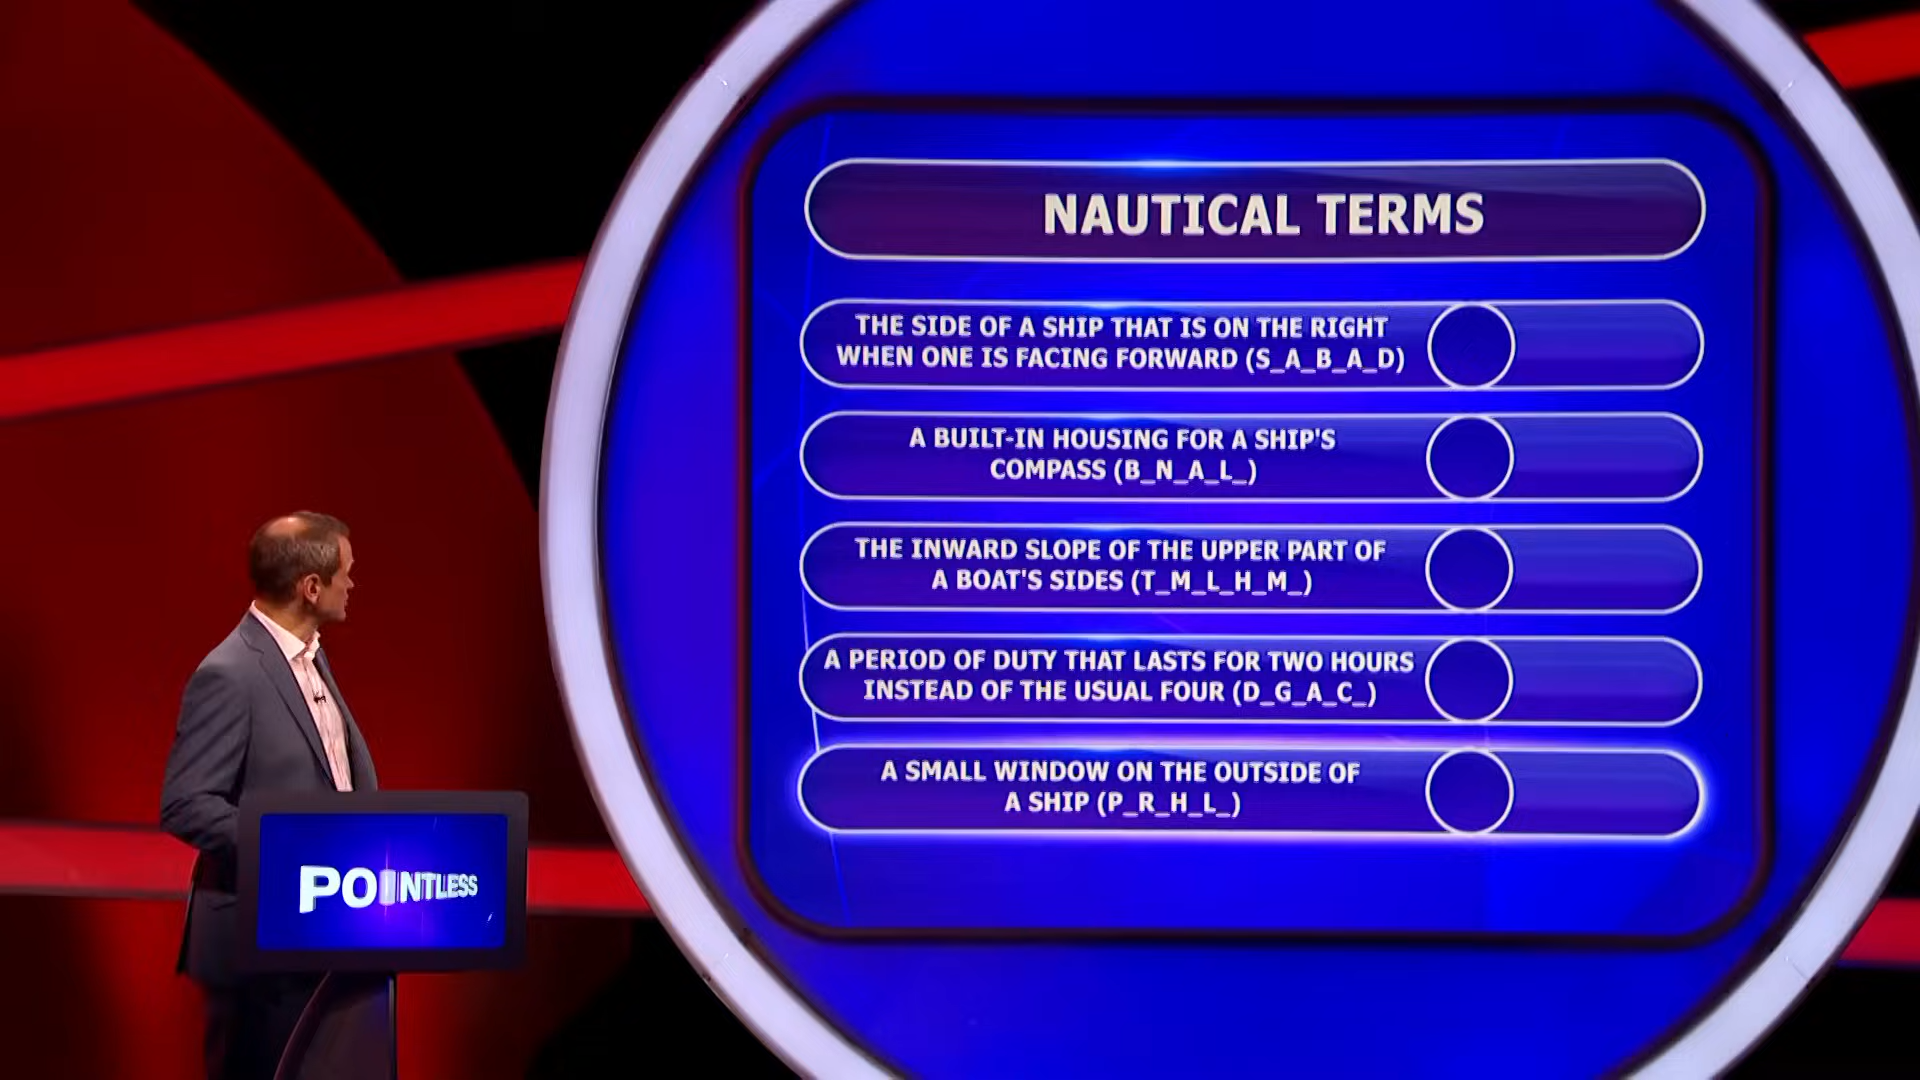 NAUTICAL TERMS
THE SIDE OF A SHIP THAT IS ON THE RIGHT
WHEN ONE IS FACING FORWARD (S_A_B_A_D)
A BUILT-IN HOUSING FOR A SHIP'S
COMPASS (B_N_A_L_)
THE INWARD SLOPE OF THE UPPER PART OF
A BOAT'S SIDES (T_M_L_H_M_)
A PERIOD OF DUTY THAT LASTS FOR TWO HOURS
INSTEAD OF THE USUAL FOUR (D_G_A_C_)
A SMALL WINDOW ON THE OUTSIDE OF
A SHIP (P_R_H_L_)
POINTLESS